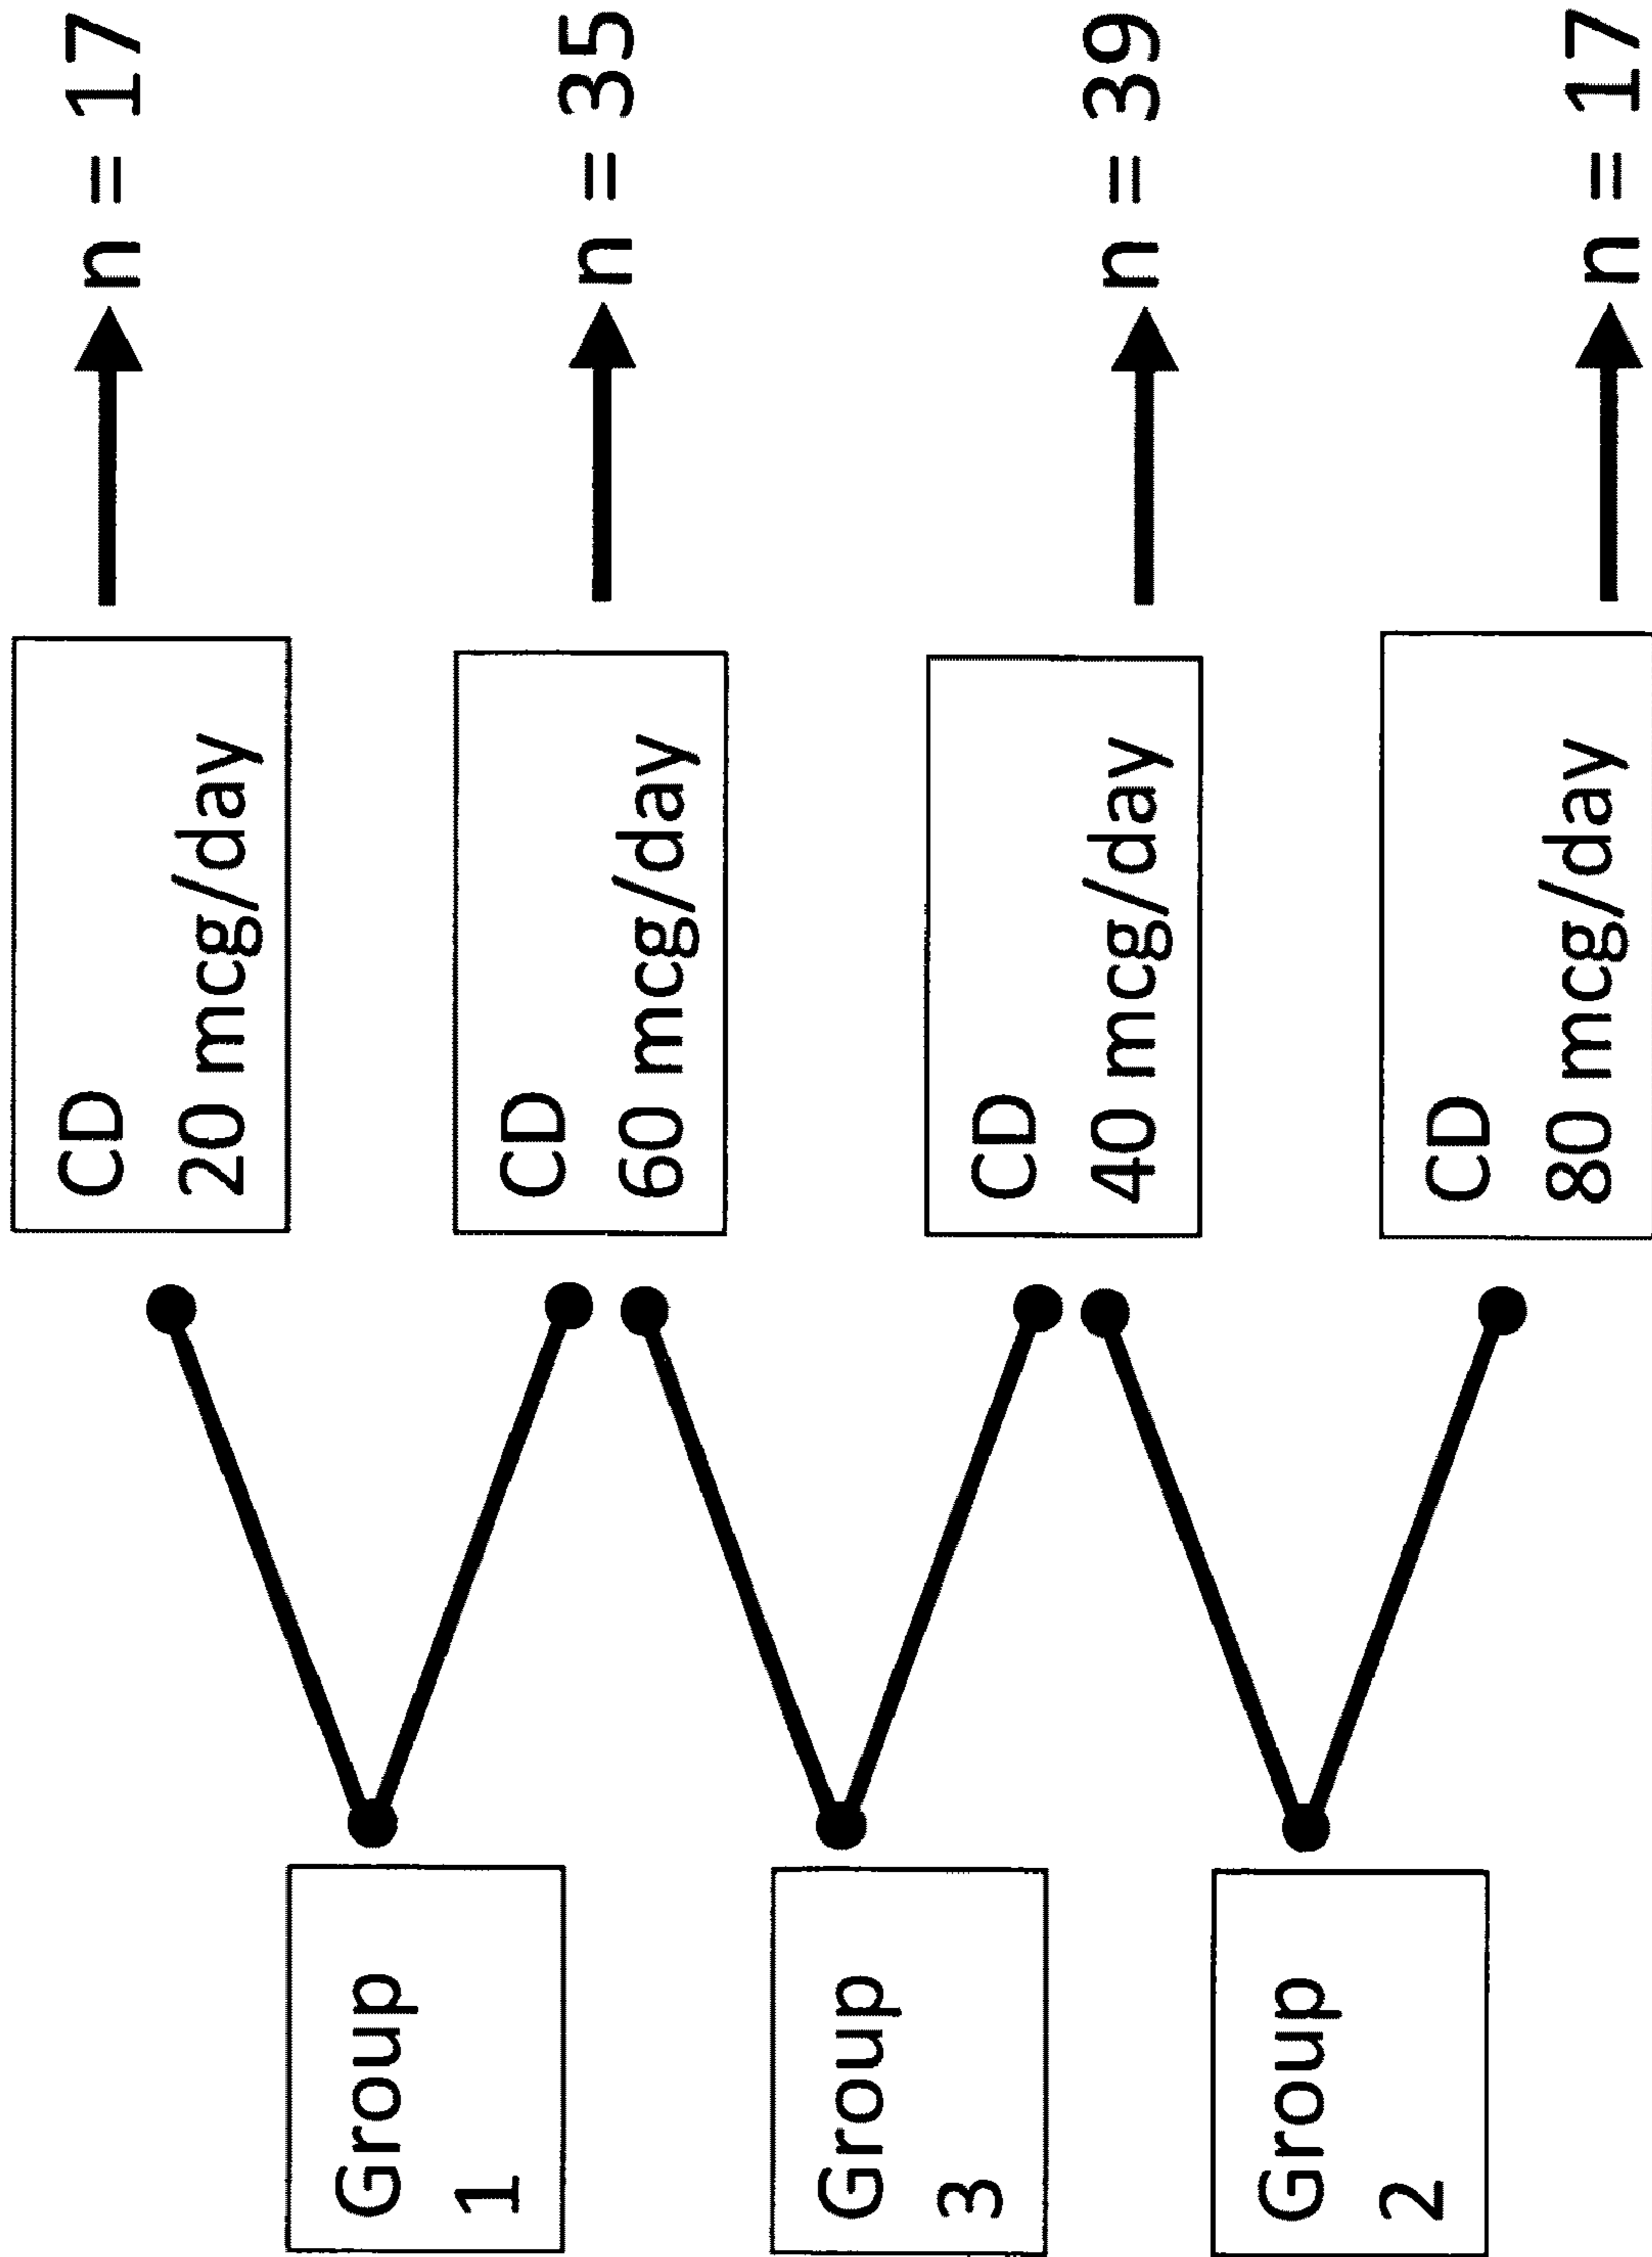 Group
1
Group
3
Group
2
CD
20 mcg/day
CD
60 mcg/day
CD
40 mcg/day
CD
80 mcg/day
n = 17
n = 35
n = 39
n = 17